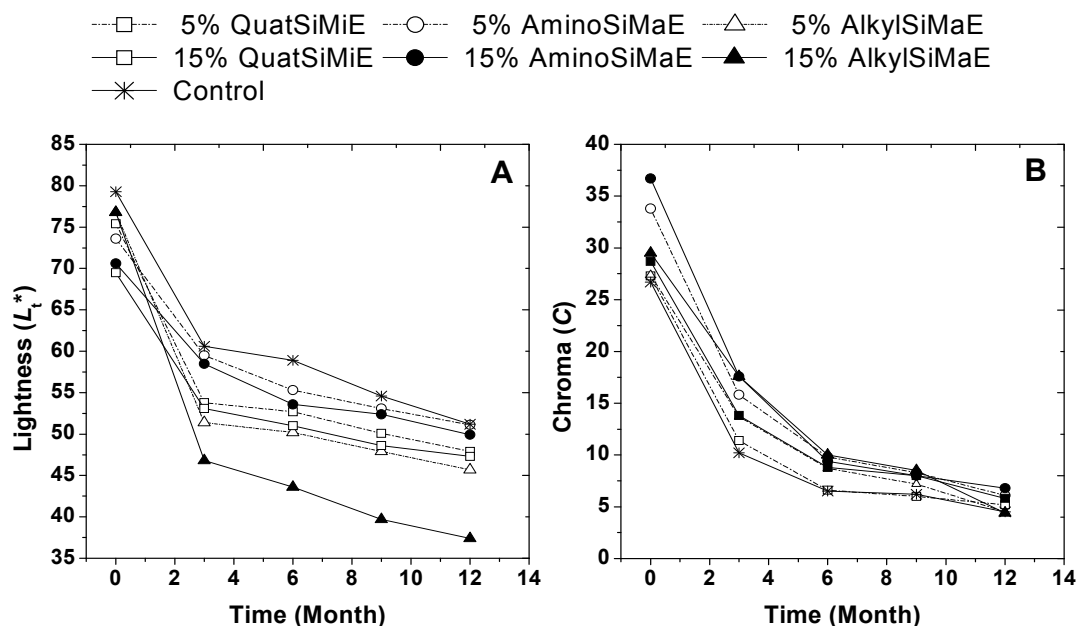 5% QuatSiMiE 5% AminoSiMaE 5% AlkylSiMaE
15% QuatSiMiE 15% AminoSiMaE 15% AlkylSiMaE
Control
A
85
80
75
70
65
60
55
50
45
40
35
Lightness (Lt*)
0 2 4 6 8 10 12 14
Time (Month)
B
40
35
30
25
20
15
10
5
0
Chroma (C)
0 2 4 6 8 10 12 14
Time (Month)